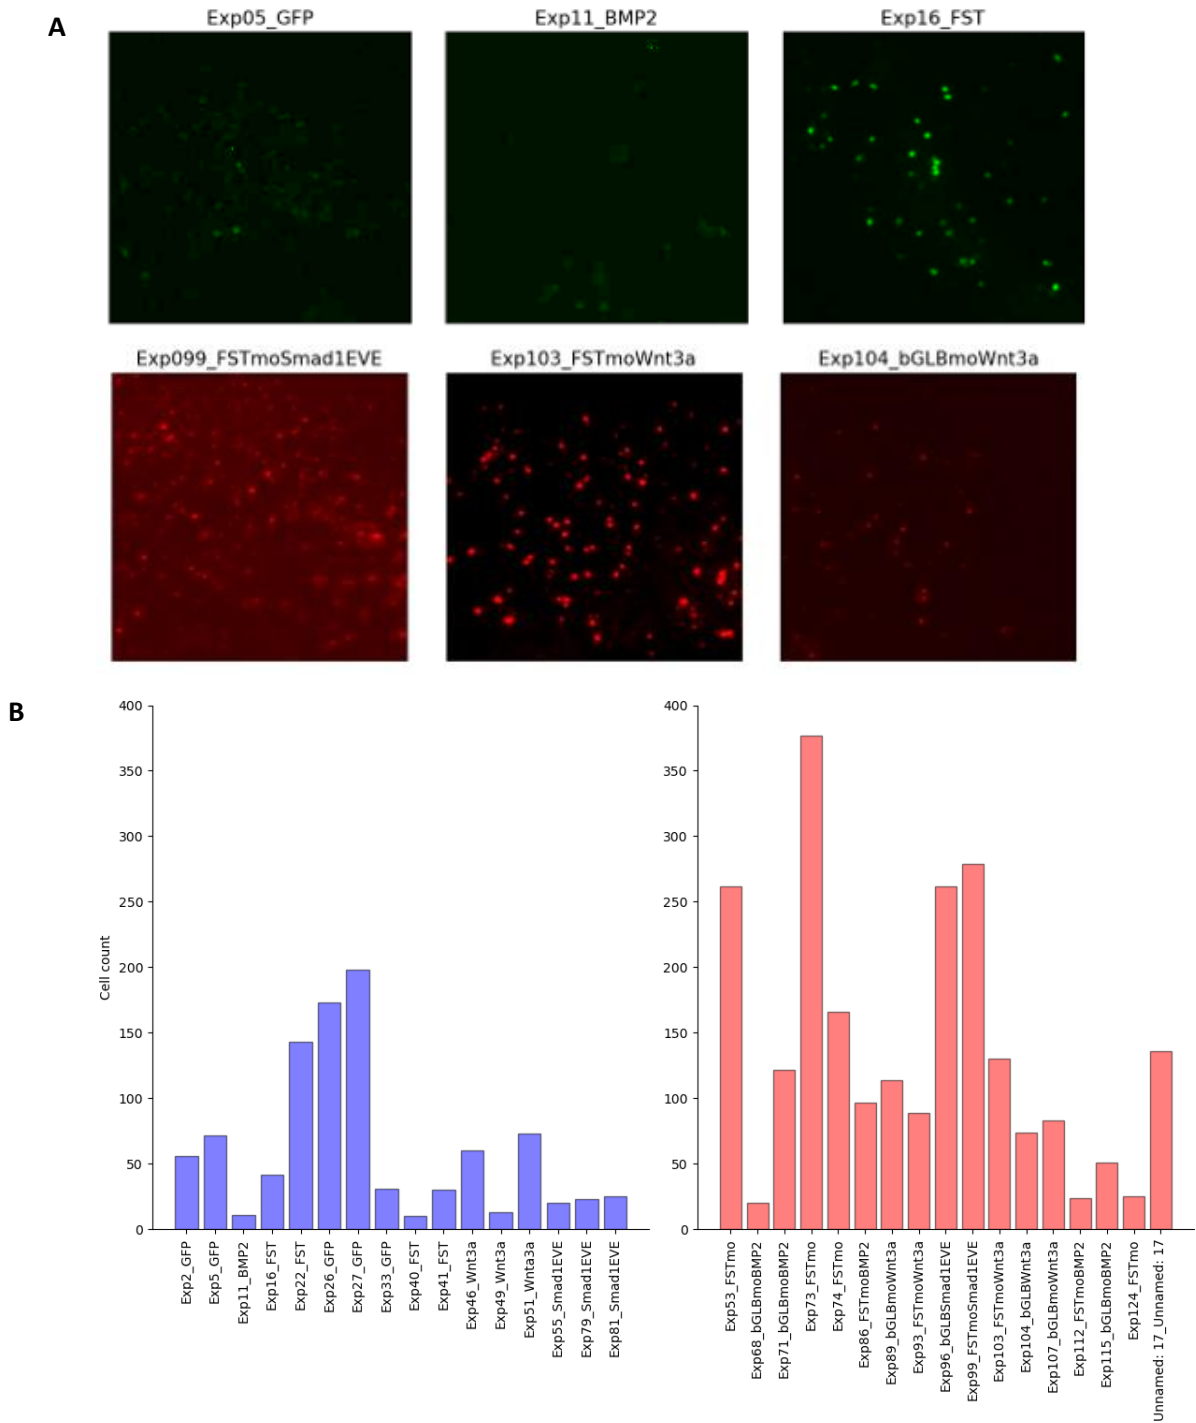 A
Exp05_GFP
Exp11_BMP2
Exp16_FST
Exp099_FSTmoSmad1EVE
Exp103_FSTmoWnt3a
Exp104_bGLBmoWnt3a
B
400
350
300
250
200
150
100
50
0
Cell count
Exp2_GFP
Exp5_GFP
Exp11_BMP2
Exp16_FST
Exp22_FST
Exp26_GFP
Exp27_GFP
Exp33_GFP
Exp40_FST
Exp41_FST
Exp46_Wnt3a
Exp49_Wnt3a
Exp51_Wnta3a
Exp55_Smad1EVE
Exp79_Smad1EVE
Exp81_Smad1EVE
400
350
300
250
200
150
100
50
0
Exp53_FSTmo
Exp68_bGLBmoBMP2
Exp71_bGLBmoBMP2
Exp73_FSTmo
Exp74_FSTmo
Exp86_FSTmoBMP2
Exp89_bGLmoWnt3a
Exp93_FSTmoWnt3a
Exp96_bGBSmad1EVE
Exp99_FSTmoSmad1EVE
Exp103_FSTmoWnt3a
Exp104_bGLBWnt3a
Exp107_bGLBmoWnt3a
Exp112_FSTmoBMP2
Exp115_bGLBmoBMP2
Exp124_FSTmo
Unnamed: 17_Unnamed: 17